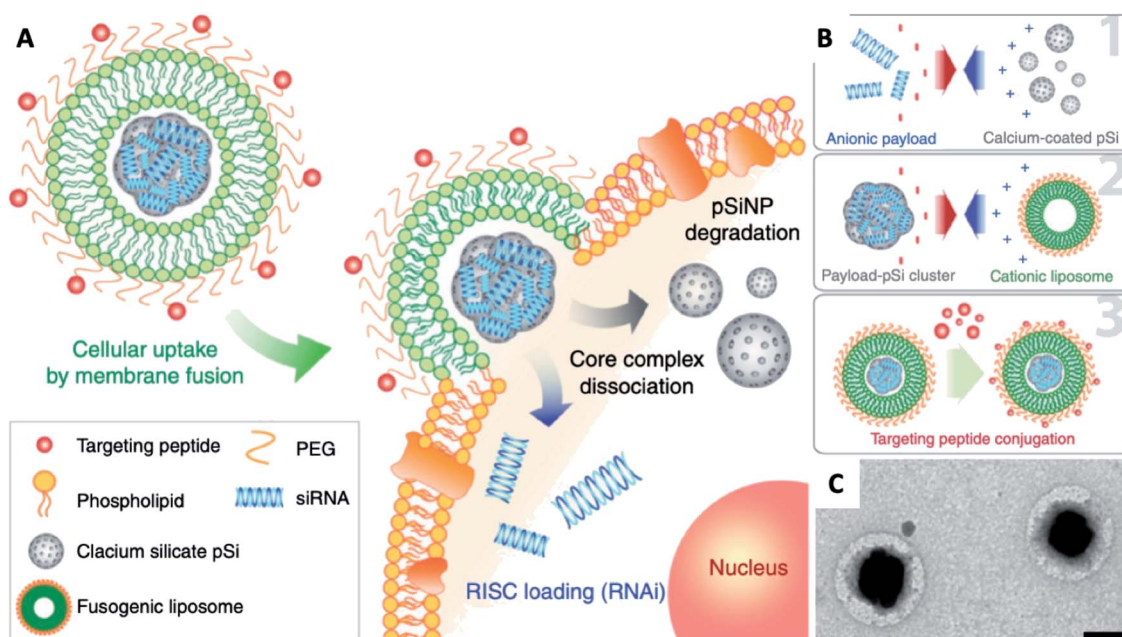 A
Cellular uptake
by membrane fusion
Targeting peptide
PEG
Phospholipid
siRNA
Clacium silicate pSi
Fusogenic liposome
pSiNP
degradation
Core complex
dissociation
RISC loading (RNAi)
Nucleus
B
1
+
+
+
+
+
Anionic payload
Calcium-coated pSi
2
+
+
+
+
+
Payload-pSi cluster
Cationic liposome
3
Targeting peptide conjugation
C